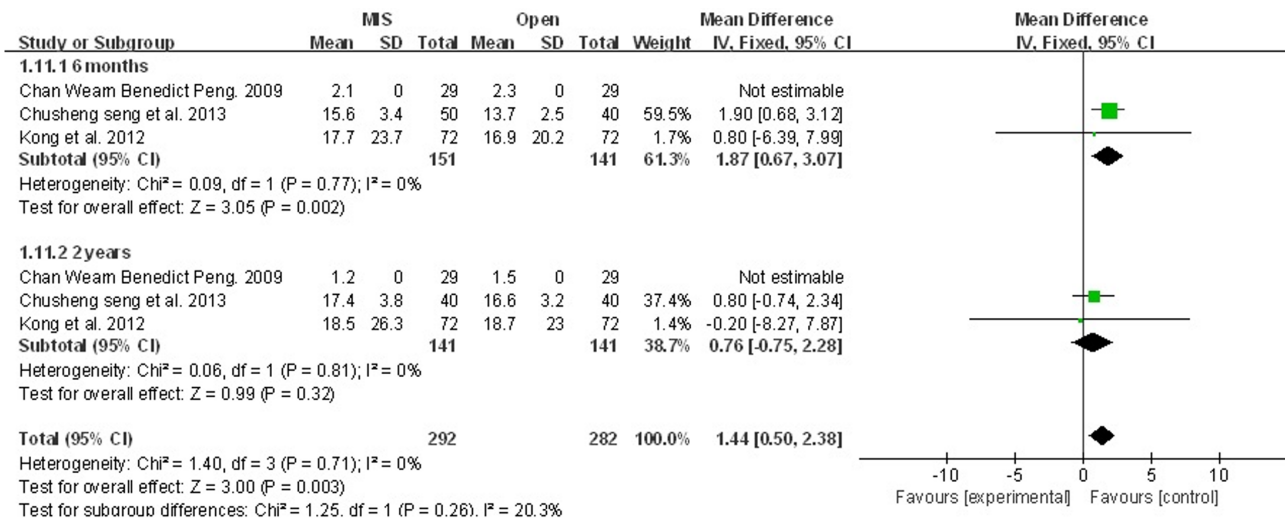 MIS Open Mean Difference Mean Difference
Study or Subgroup Mean SD Total Mean SD Total Weight IV, Fixed, 95% CI IV, Fixed, 95% CI
1.11.1 6 months
Chan Wearn Benedict Peng. 2009 2.1 0 29 2.3 0 29 Not estimable
Chusheng seng et al. 2013 15.6 3.4 50 13.7 2.5 40 59.5% 1.90 [0.68, 3.12]
Kong et al. 2012 17.7 23.7 72 16.9 20.2 72 1.7% 0.80 [-6.39, 7.99]
Subtotal (95% CI) 151 141 61.3% 1.87 [0.67, 3.07]
Heterogeneity: Chi² = 0.09, df = 1 (P = 0.77); I² = 0%
Test for overall effect: Z = 3.05 (P = 0.002)
1.11.2 2years
Chan Wearn Benedict Peng. 2009 1.2 0 29 1.5 0 29 Not estimable
Chusheng seng et al. 2013 17.4 3.8 40 16.6 3.2 40 37.4% 0.80 [-0.74, 2.34]
Kong et al. 2012 18.5 26.3 72 18.7 23 72 1.4% -0.20 [-8.27, 7.87]
Subtotal (95% CI) 141 141 38.7% 0.76 [-0.75, 2.28]
Heterogeneity: Chi² = 0.06, df = 1 (P = 0.81); I² = 0%
Test for overall effect: Z = 0.99 (P = 0.32)
Total (95% CI) 292 282 100.0% 1.44 [0.50, 2.38]
Heterogeneity: Chi² = 1.40, df = 3 (P = 0.71); I² = 0%
Test for overall effect: Z = 3.00 (P = 0.003)
Test for subgroup differences: Chi² = 1.25, df = 1 (P = 0.26), I² = 20.3%
-10 -5 0 5 10
Favours [experimental] Favours [control]